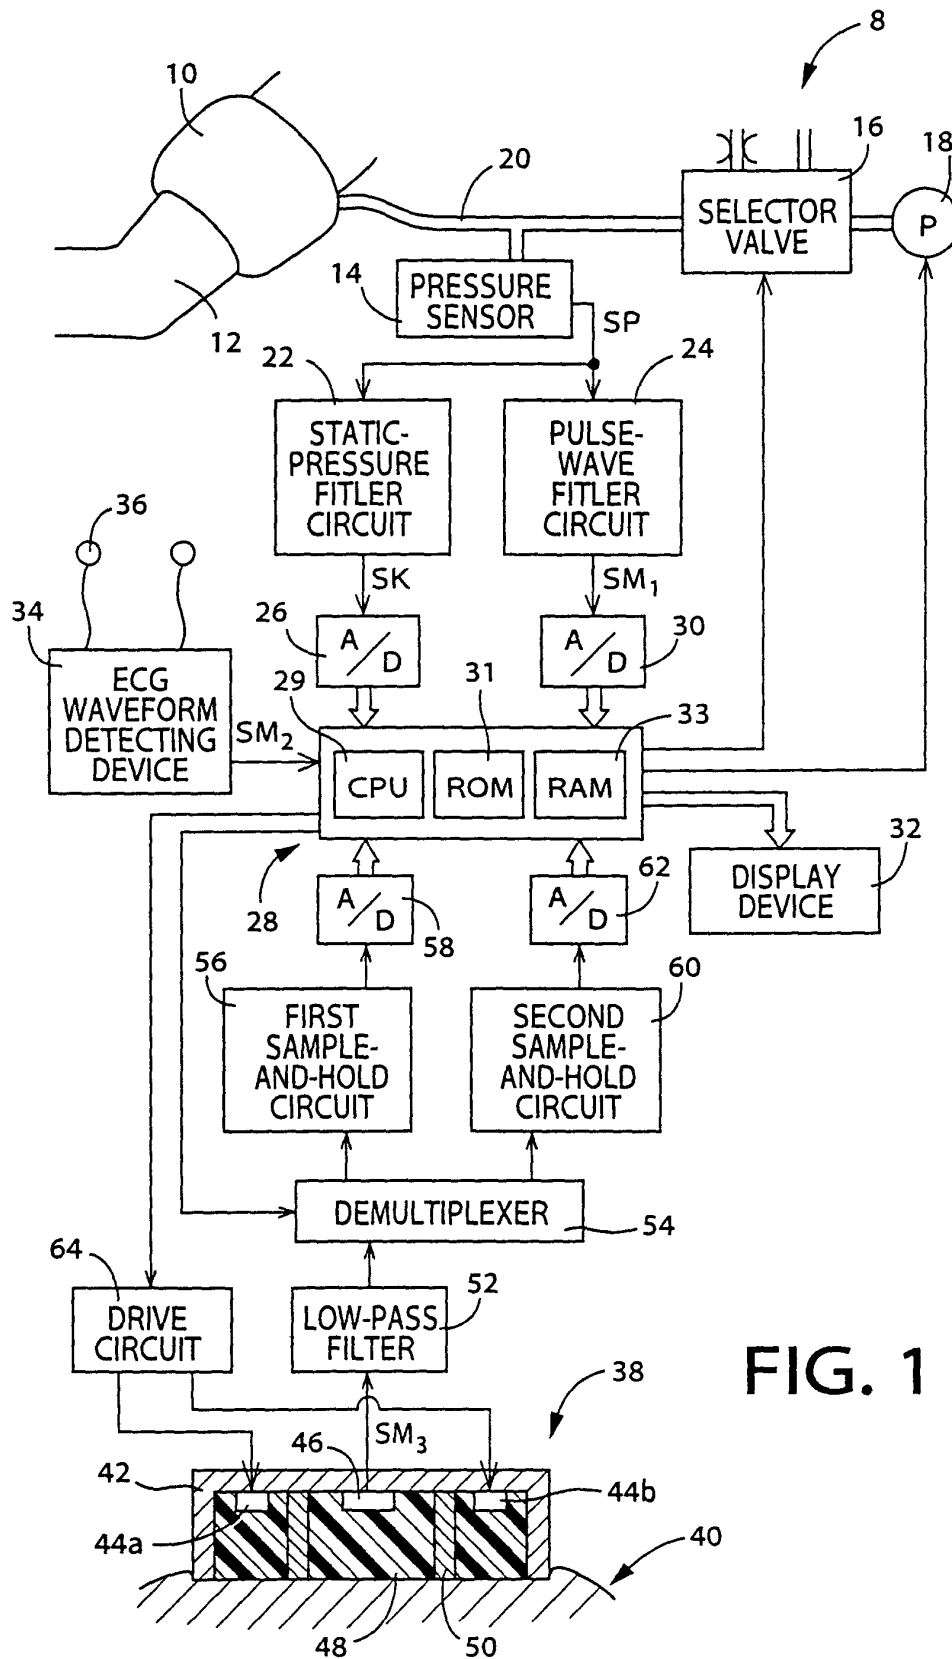 8
10
16
18
20
SELECTOR
VALVE
P
14
PRESSURE
SENSOR
12
SP
22
24
STATIC-
PRESSURE
FITLER
CIRCUIT
PULSE-
WAVE
FITLER
CIRCUIT
36
SK
SM1
34
26
A/D
A/D
30
ECG
WAVEFORM
DETECTING
DEVICE
SM2
29
31
33
CPU
ROM
RAM
28
A/D
58
A/D
62
32
DISPLAY
DEVICE
56
60
FIRST
SAMPLE-
AND-HOLD
CIRCUIT
SECOND
SAMPLE-
AND-HOLD
CIRCUIT
DEMULTIPLEXER
54
64
52
DRIVE
CIRCUIT
LOW-PASS
FILTER
FIG. 1
38
46
SM3
42
44a
44b
40
48
50